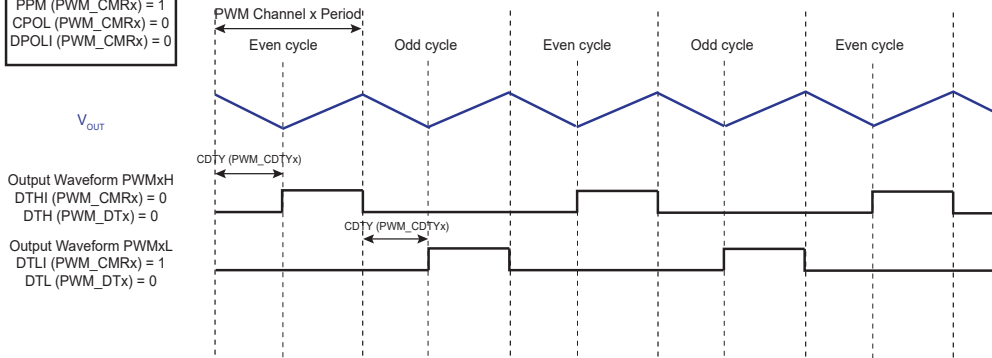 PPM (PWM_CMRx) = 1
CPOL (PWM_CMRx) = 0
DPOLI (PWM_CMRx) = 0
PWM Channel x Period
Even cycle
Odd cycle
Even cycle
Odd cycle
Even cycle
VOUT
CDTY (PWM_CDTYx)
Output Waveform PWMxH
DTHI (PWM_CMRx) = 0
DTH (PWM_DTx) = 0
CDTY (PWM_CDTYx)
Output Waveform PWMxL
DTLI (PWM_CMRx) = 1
DTL (PWM_DTx) = 0